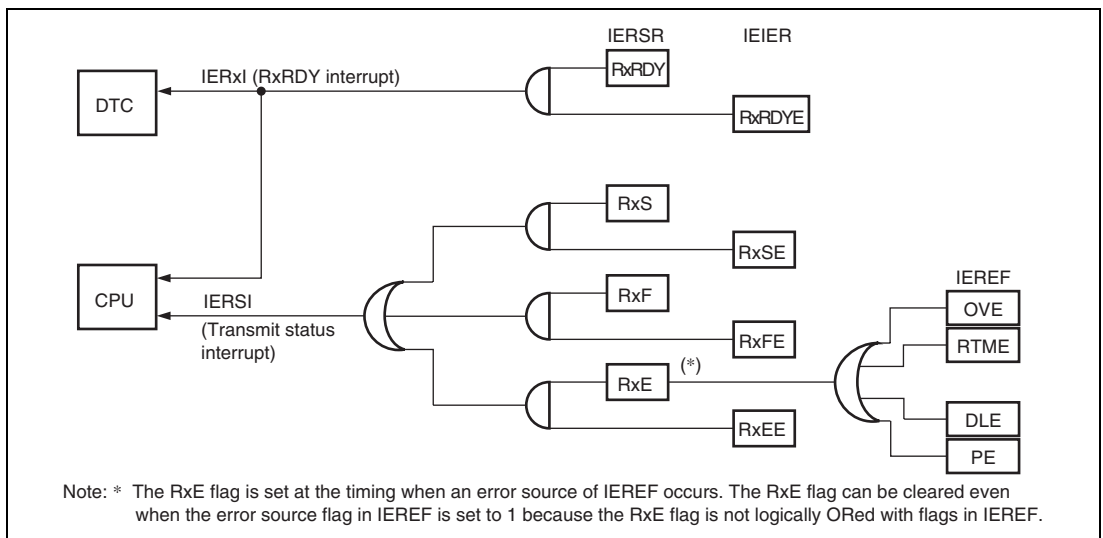 IERSR IEIER
RxRDY
IERxI (RxRDY interrupt)
DTC
RxRDYE
RxS
RxSE
IEREF
RxF
CPU
IERSI
OVE
(Transmit status
interrupt)
RxFE
RTME
(*)
RxE
DLE
RxEE
PE
Note: * The RxE flag is set at the timing when an error source of IEREF occurs. The RxE flag can be cleared even
when the error source flag in IEREF is set to 1 because the RxE flag is not logically ORed with flags in IEREF.